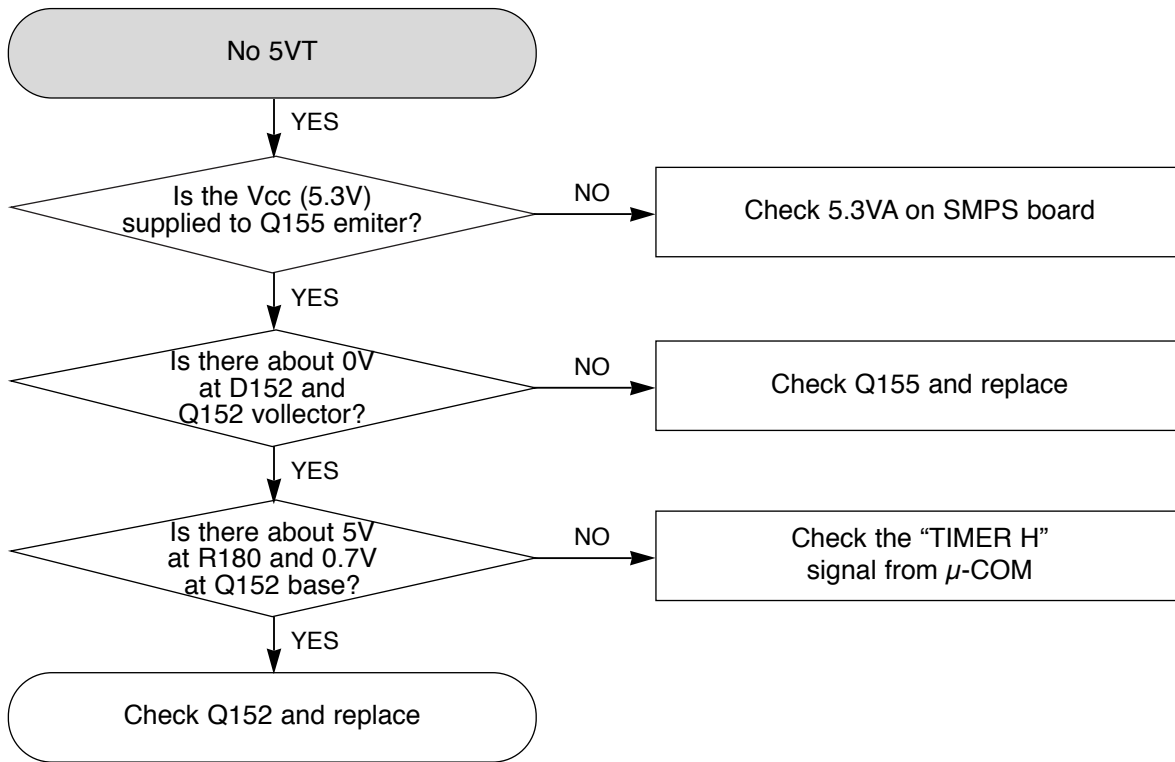 No 5VT
YES
Is the Vcc (5.3V)
supplied to Q155 emiter?
NO
Check 5.3VA on SMPS board
YES
Is there about 0V
at D152 and
Q152 vollector?
NO
Check Q155 and replace
YES
Is there about 5V
at R180 and 0.7V
at Q152 base?
NO
Check the “TIMER H”
signal from µ-COM
YES
Check Q152 and replace